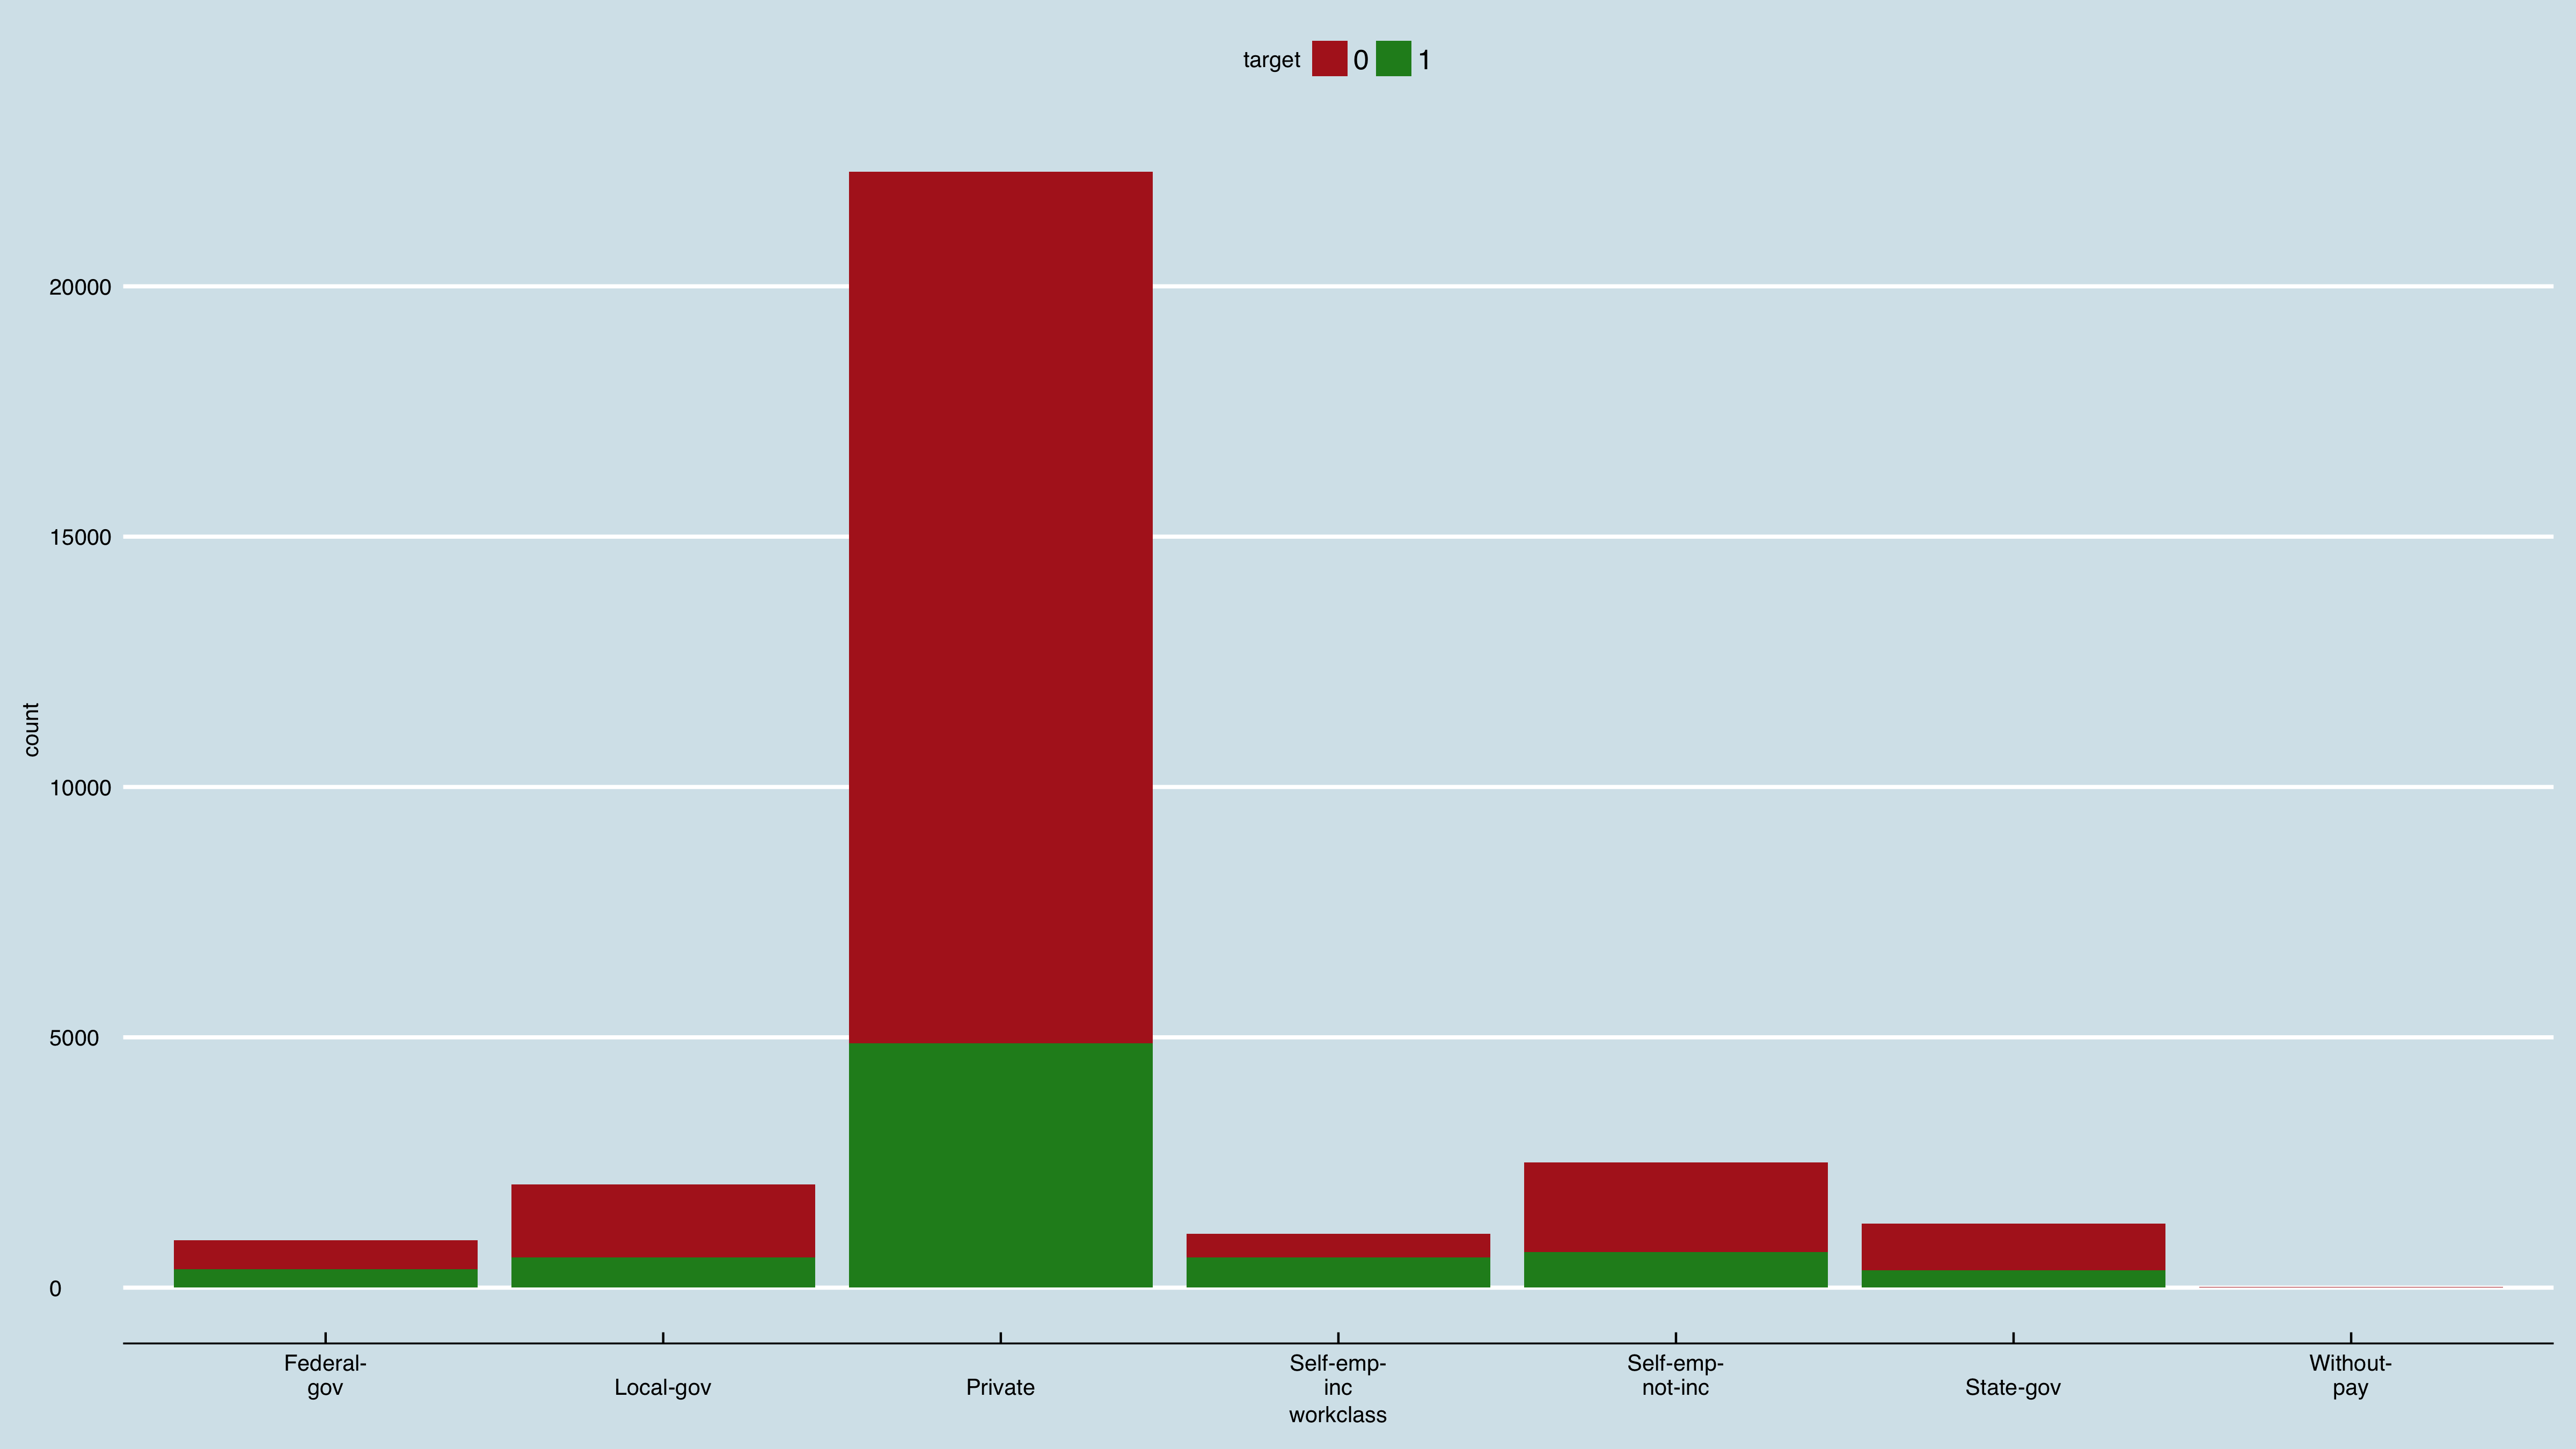 target 0 1
20000
15000
10000
5000
0
count
Federal-
gov
Local-gov
Private
Self-emp-
inc
Self-emp-
not-inc
State-gov
Without-
pay
workclass